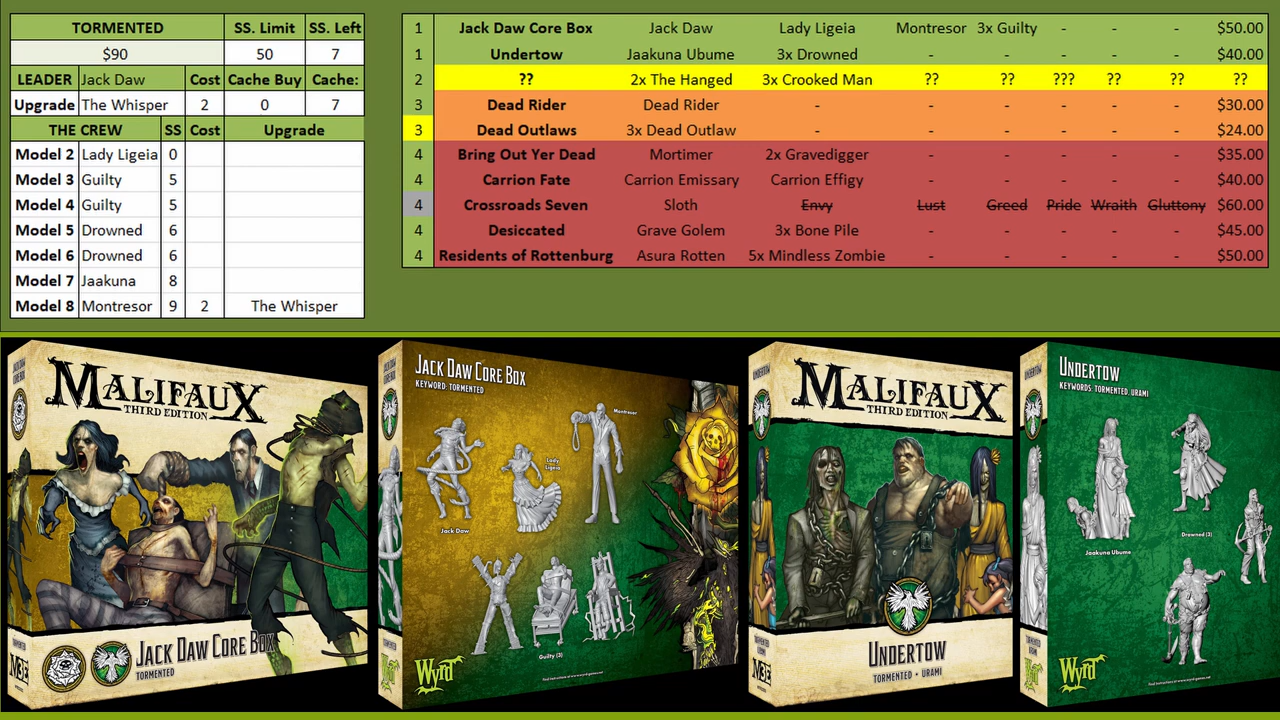 TORMENTED SS. Limit SS. Left
$90 50 7
LEADER Jack Daw Cost Cache Buy Cache:
Upgrade The Whisper 2 0 7
THE CREW SS Cost Upgrade
Model 2 Lady Ligeia 0
Model 3 Guilty 5
Model 4 Guilty 5
Model 5 Drowned 6
Model 6 Drowned 6
Model 7 Jaakuna 8
Model 8 Montresor 9 2 The Whisper
1 Jack Daw Core Box Jack Daw Lady Ligeia Montresor 3x Guilty - - - $50.00
1 Undertow Jaakuna Ubume 3x Drowned - - - - - $40.00
2 ?? 2x The Hanged 3x Crooked Man ?? ?? ??? ?? ?? ??
3 Dead Rider Dead Rider - - - - - - $30.00
3 Dead Outlaws 3x Dead Outlaw - - - - - - $24.00
4 Bring Out Yer Dead Mortimer 2x Gravedigger - - - - - $35.00
4 Carrion Fate Carrion Emissary Carrion Effigy - - - - - $40.00
4 Crossroads Seven Sloth Envy Lust Greed Pride Wraith Gluttony $60.00
4 Desiccated Grave Golem 3x Bone Pile - - - - - $45.00
4 Residents of Rottenburg Asura Rotten 5x Mindless Zombie - - - - - $50.00
MALIFAUX
THIRD EDITION
JACK DAW CORE BOX
TORMENTED
M3E
JACK DAW CORE BOX
KEYWORD: TORMENTED
Montresor
Lady
Ligeia
Jack Daw
Guilty (3)
Wyrd
MALIFAUX
THIRD EDITION
UNDERTOW
TORMENTED • URAMI
M3E
UNDERTOW
KEYWORDS: TORMENTED, URAMI
Drowned (3)
Jaakuna Ubume
Wyrd